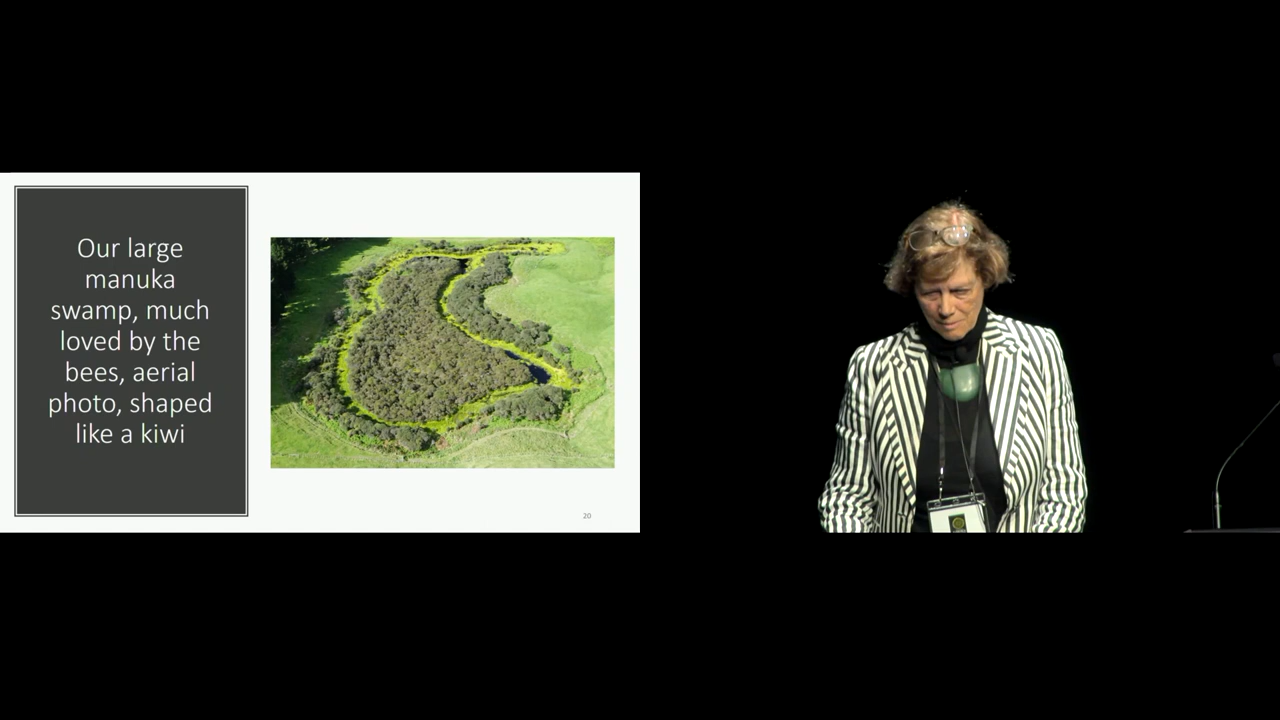 Our large
manuka
swamp, much
loved by the
bees, aerial
photo, shaped
like a kiwi
20